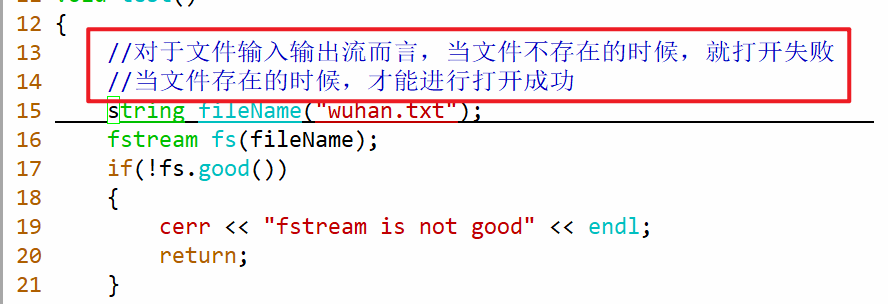 12 {
13 //对于文件输入输出流而言，当文件不存在的时候，就打开失败
14 //当文件存在的时候，才能进行打开成功
15 string fileName("wuhan.txt");
16 fstream fs(fileName);
17 if(!fs.good())
18 {
19 cerr << "fstream is not good" << endl;
20 return;
21 }